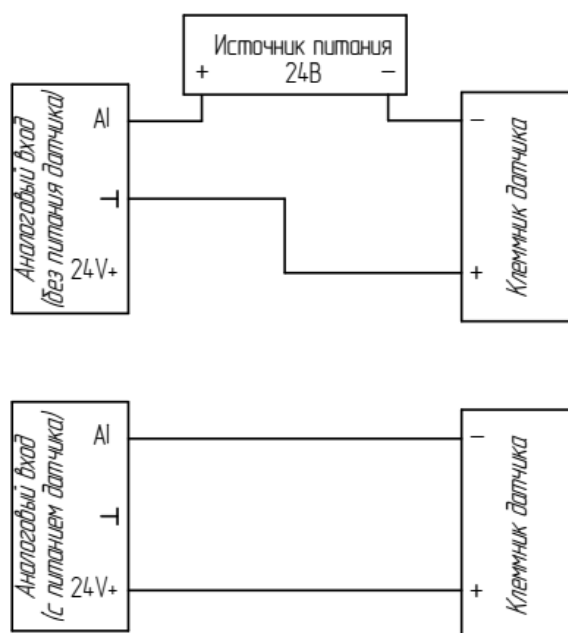 Источник питания
+ 24В −
Аналоговый вход
(без питания датчика)
AI
⊥
24V+
−
+
Клеммник датчика
Аналоговый вход
(с питанием датчика)
AI
⊥
24V+
−
+
Клеммник датчика